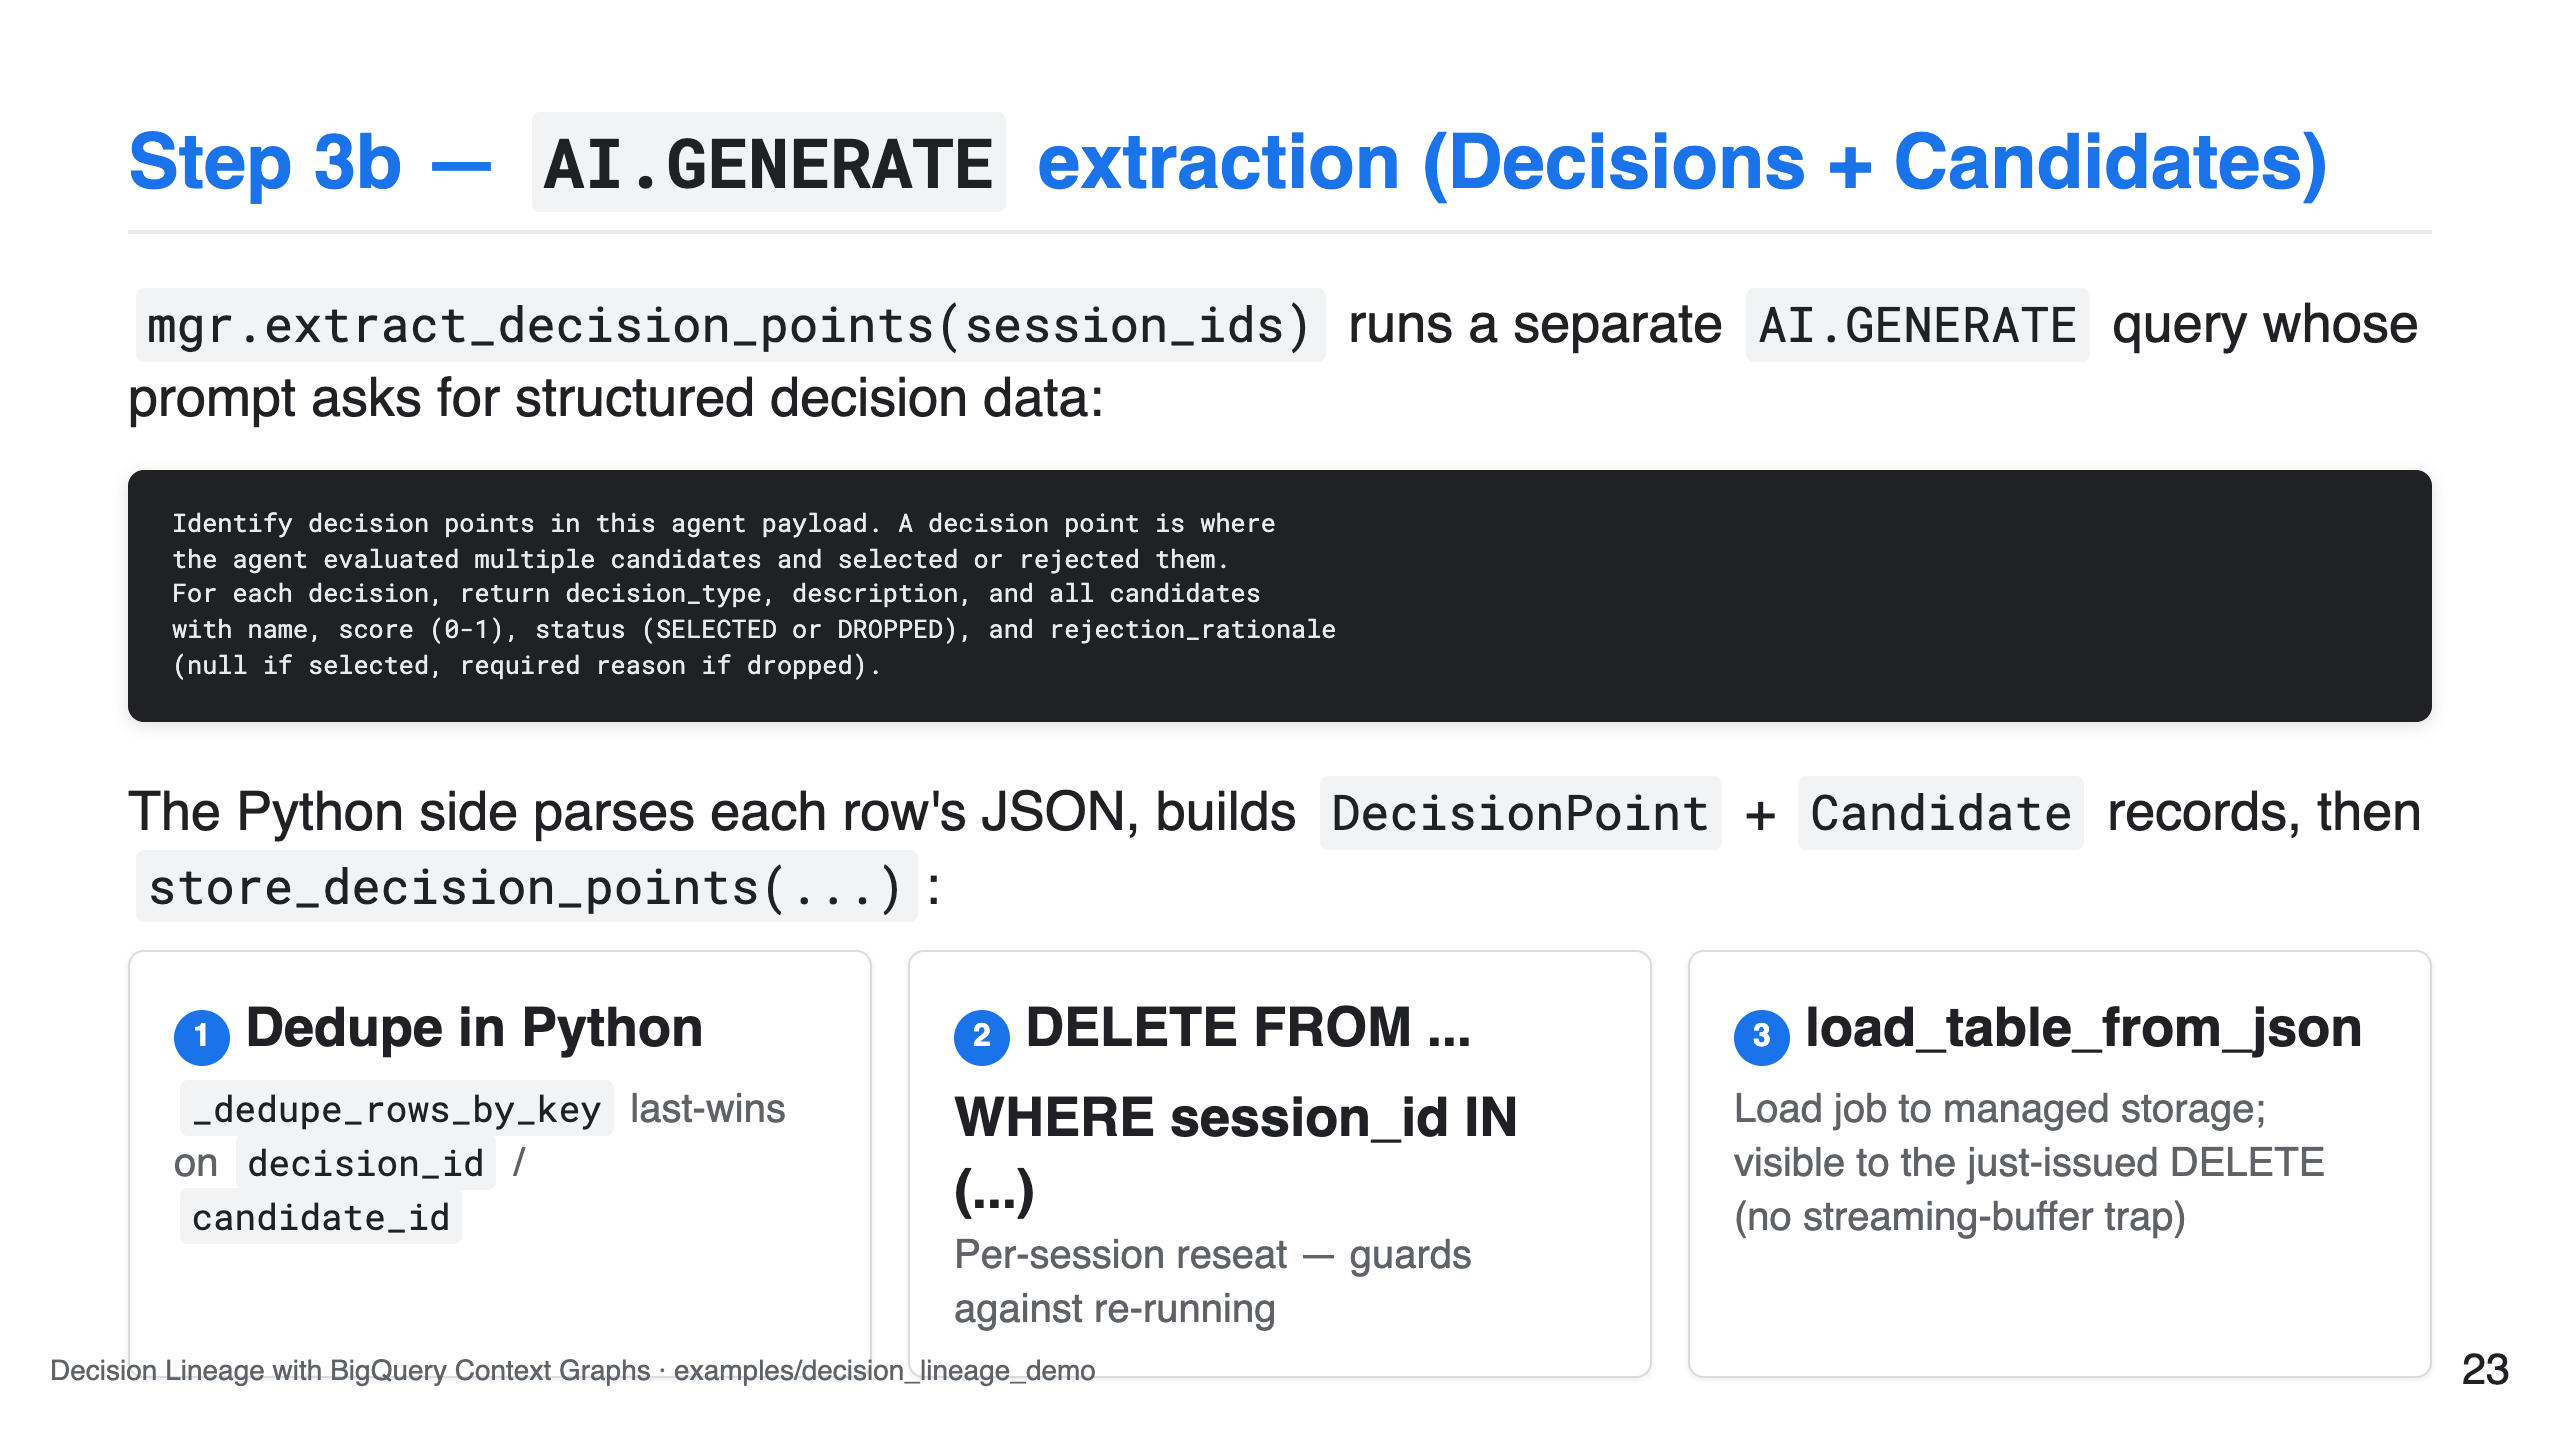 Step 3b — AI.GENERATE extraction (Decisions + Candidates)
mgr.extract_decision_points(session_ids) runs a separate AI.GENERATE query whose
prompt asks for structured decision data:
Identify decision points in this agent payload. A decision point is where
the agent evaluated multiple candidates and selected or rejected them.
For each decision, return decision_type, description, and all candidates
with name, score (0-1), status (SELECTED or DROPPED), and rejection_rationale
(null if selected, required reason if dropped).
The Python side parses each row's JSON, builds DecisionPoint + Candidate records, then
store_decision_points(...) :
1 Dedupe in Python
_dedupe_rows_by_key last-wins
on decision_id /
candidate_id
2 DELETE FROM ...
WHERE session_id IN
(...)
Per-session reseat — guards
against re-running
3 load_table_from_json
Load job to managed storage;
visible to the just-issued DELETE
(no streaming-buffer trap)
Decision Lineage with BigQuery Context Graphs · examples/decision_lineage_demo
23